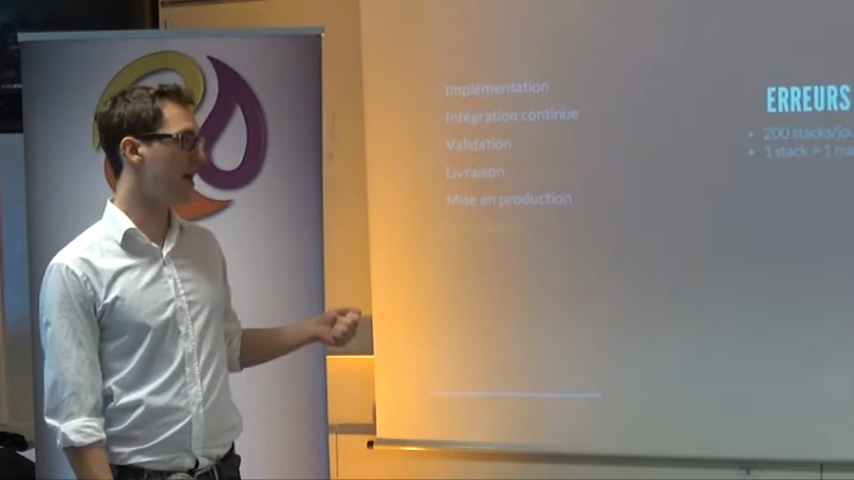 Implémentation
Intégration continue
Validation
Livraison
Mise en production
ERREURS
200 stacks/jou
1 stack = 1 ma